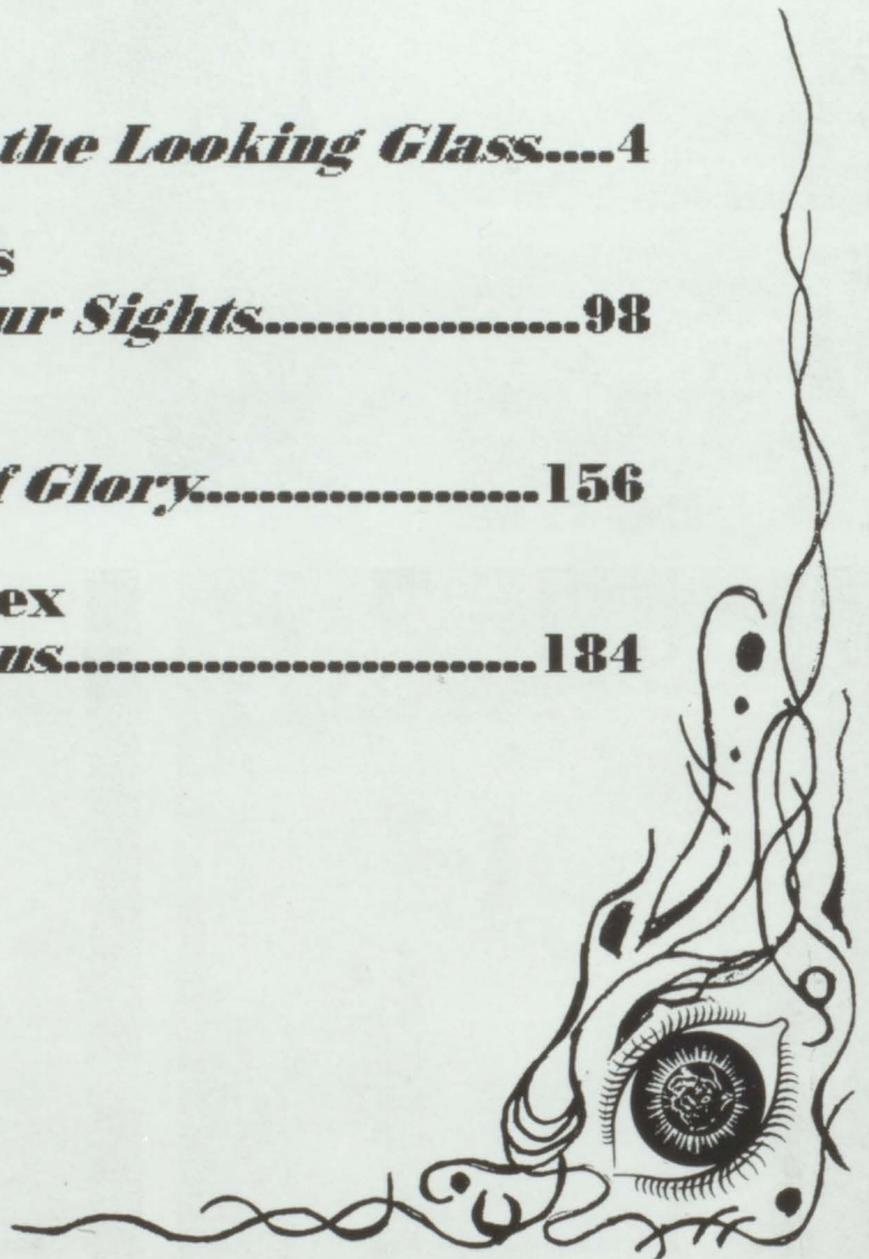 the Looking Glass.....4
s
ur Sights...................98
f Glory.......................156
ex
us................................184